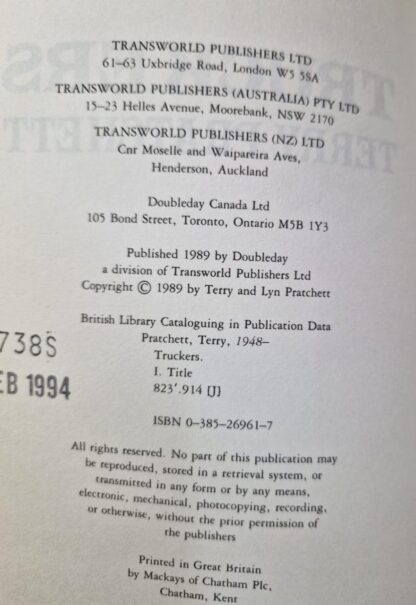 TRANSWORLD PUBLISHERS LTD
61–63 Uxbridge Road, London W5 5SA
TRANSWORLD PUBLISHERS (AUSTRALIA) PTY LTD
15–23 Helles Avenue, Moorebank, NSW 2170
TRANSWORLD PUBLISHERS (NZ) LTD
Cnr Moselle and Waipareira Aves,
Henderson, Auckland
Doubleday Canada Ltd
105 Bond Street, Toronto, Ontario M5B 1Y3
Published 1989 by Doubleday
a division of Transworld Publishers Ltd
Copyright © 1989 by Terry and Lyn Pratchett
British Library Cataloguing in Publication Data
Pratchett, Terry, 1948–
Truckers.
I. Title
823'.914 [J]
738S
EB 1994
ISBN 0–385–26961–7
All rights reserved. No part of this publication may
be reproduced, stored in a retrieval system, or
transmitted in any form or by any means,
electronic, mechanical, photocopying, recording,
or otherwise, without the prior permission of
the publishers
Printed in Great Britain
by Mackays of Chatham Plc,
Chatham, Kent